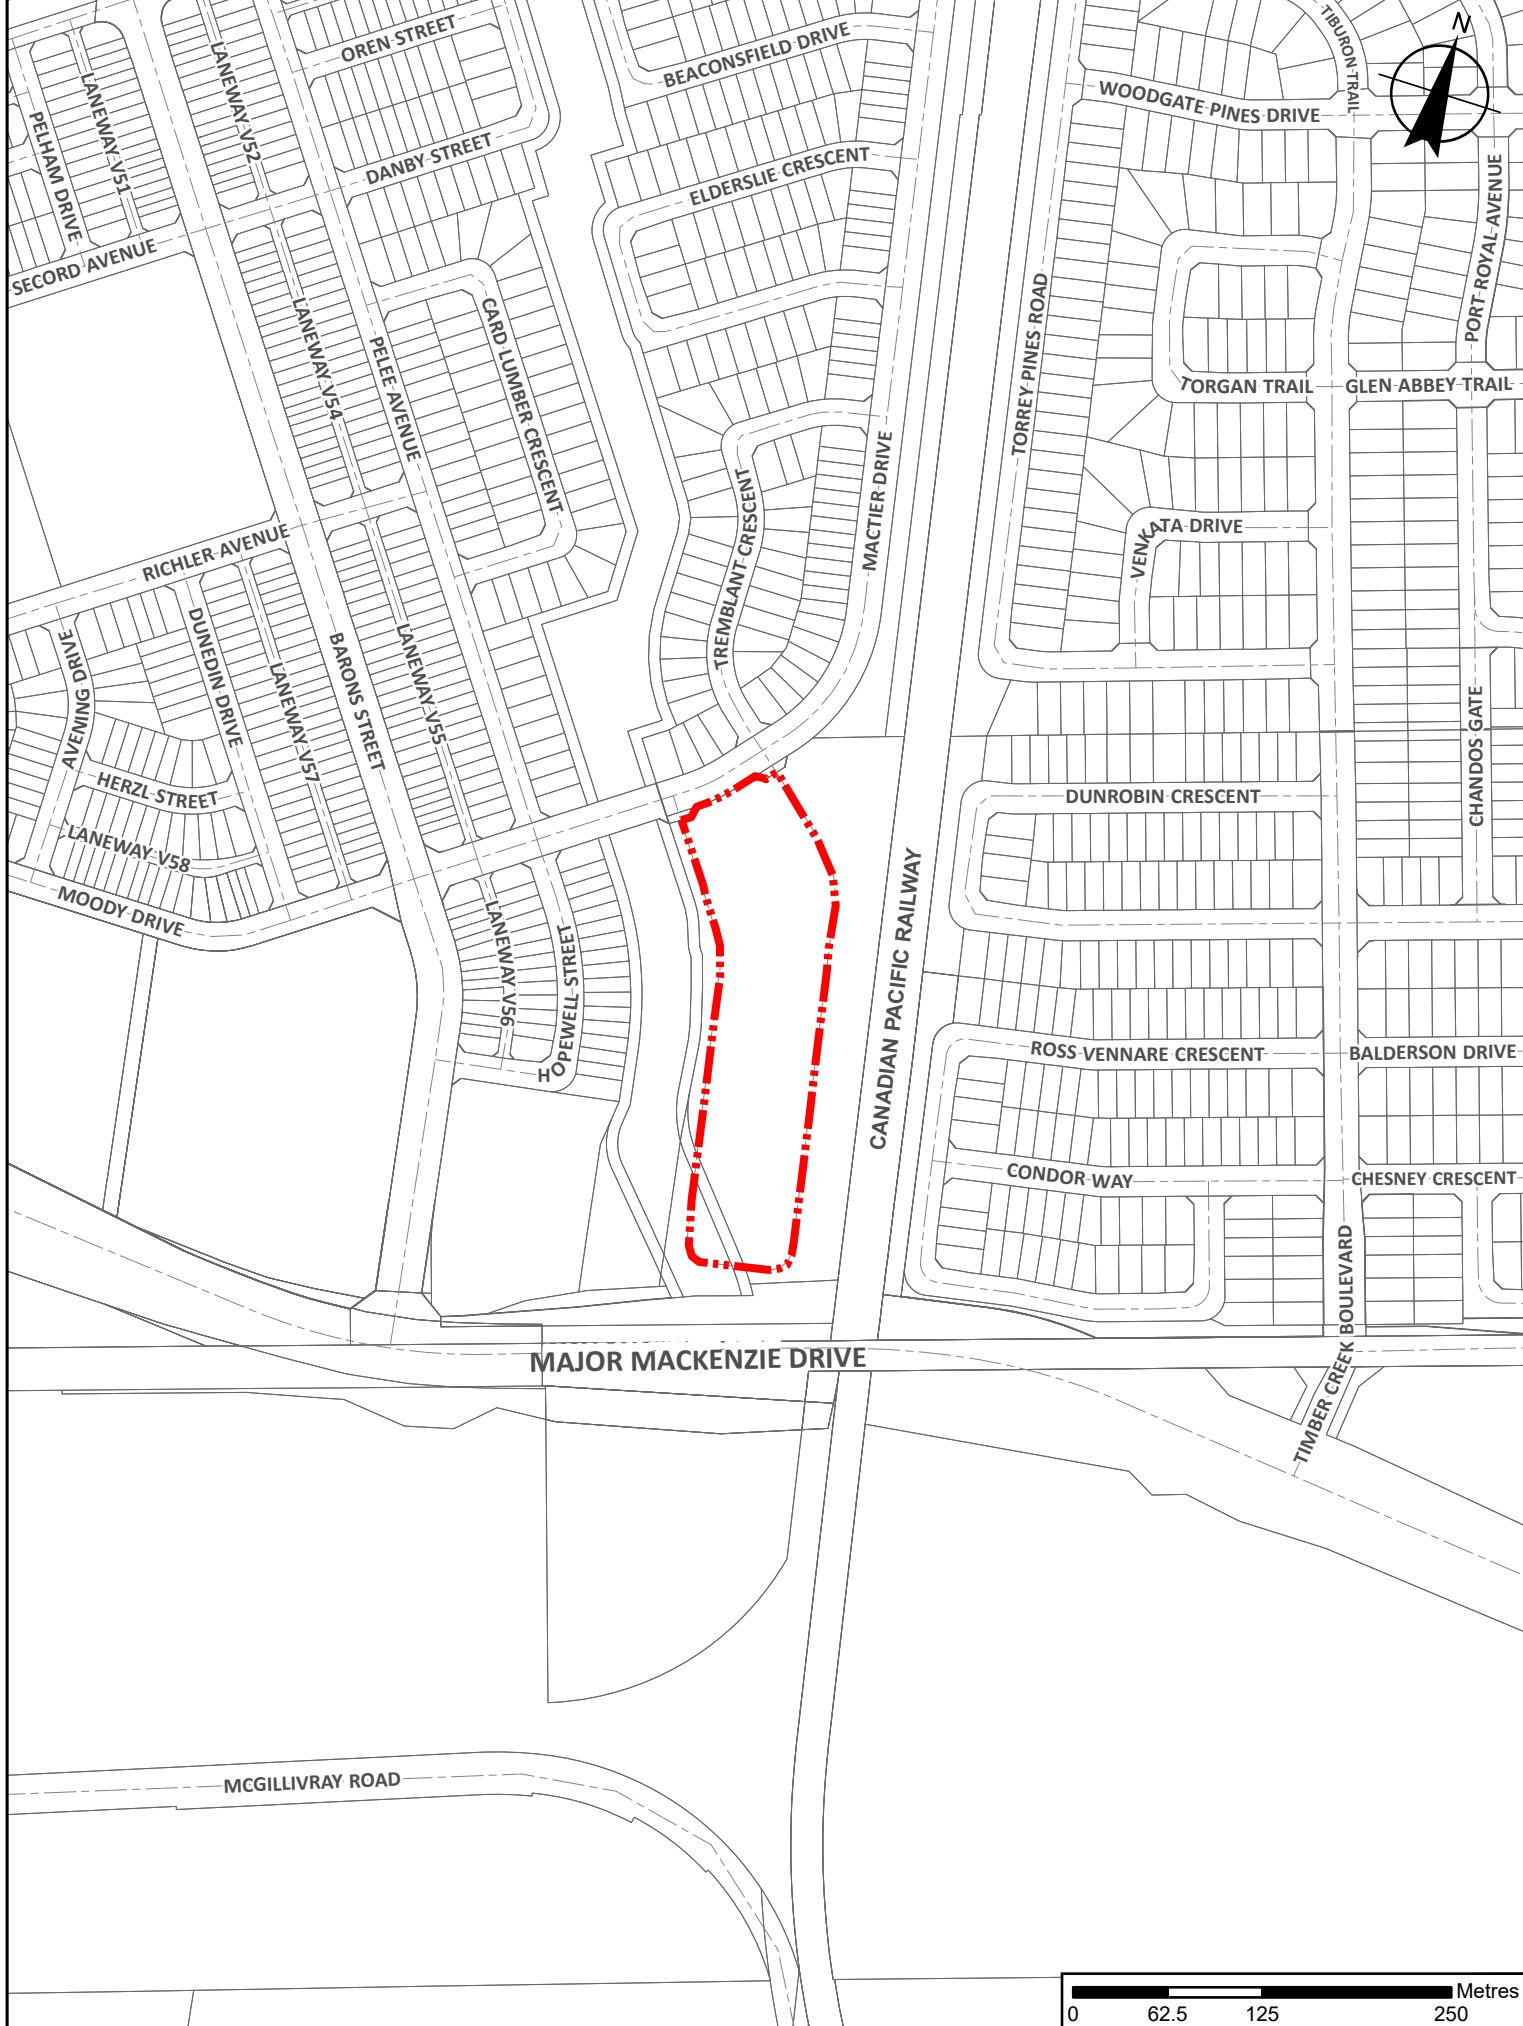 OREN STREET
BEACONSFIELD DRIVE
TIBURON TRAIL
N
LANEWAY V52
LANEWAY V51
PELHAM DRIVE
WOODGATE PINES DRIVE
DANBY STREET
ELDERSLIE CRESCENT
PORT ROYAL AVENUE
SECORD AVENUE
LANEWAY V54
PELEE AVENUE
CARD LUMBER CRESCENT
TORREY PINES ROAD
TORGAN TRAIL
GLEN ABBEY TRAIL
MACTIER DRIVE
TREMBLANT CRESCENT
VENKATA DRIVE
RICHLER AVENUE
AVENING DRIVE
DUNEDIN DRIVE
LANEWAY V57
BARONS STREET
LANEWAY V55
CHANDOS GATE
HERZL STREET
DUNROBIN CRESCENT
LANEWAY V58
MOODY DRIVE
LANEWAY V56
HOPEWELL STREET
CANADIAN PACIFIC RAILWAY
ROSS VENNARE CRESCENT
BALDERSON DRIVE
CONDOR WAY
CHESNEY CRESCENT
TIMBER CREEK BOULEVARD
MAJOR MACKENZIE DRIVE
MCGILLIVRAY ROAD
Metres
0 62.5 125 250